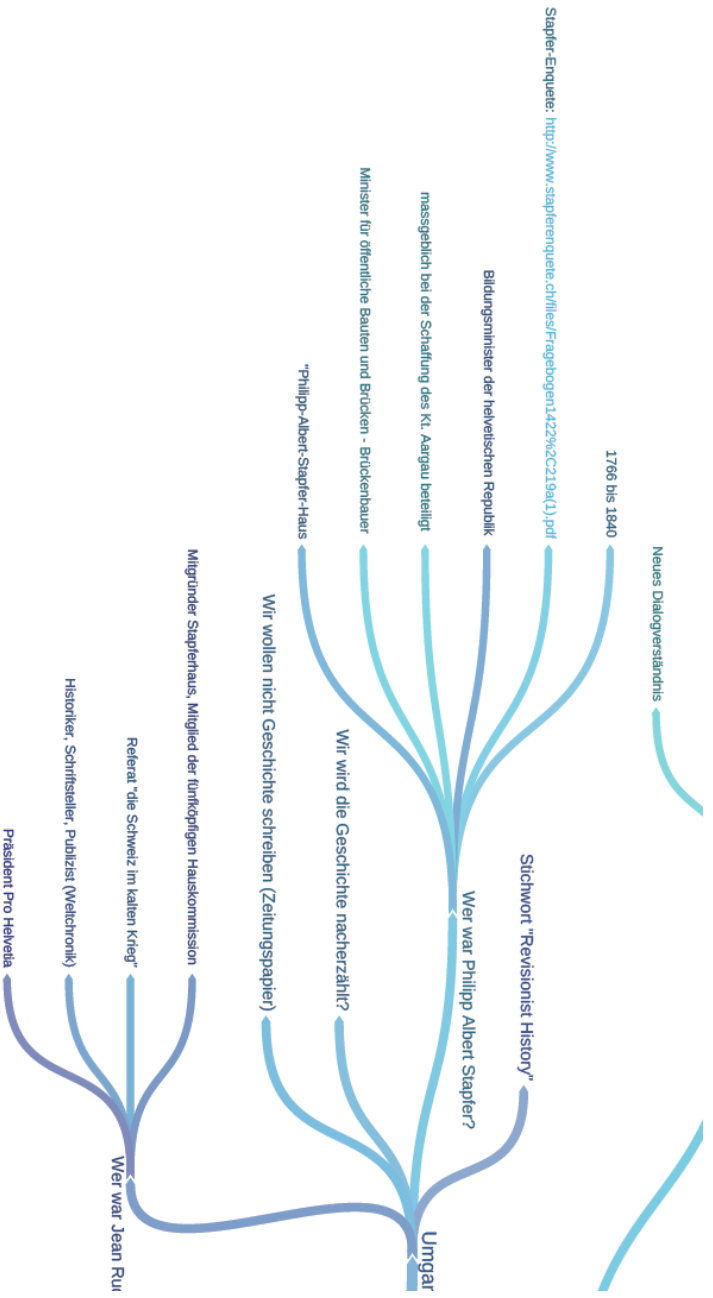 Neues Dialogverständnis
1766 bis 1840
Stapfer-Enquete: http://www.stapferenquete.ch/files/Fragebogen1422%2C219a(1).pdf
Bildungsminister der helvetischen Republik
massgeblich bei der Schaffung des Kt. Aargau beteiligt
Minister für öffentliche Bauten und Brücken - Brückenbauer
"Philipp-Albert-Stapfer-Haus
Stichwort "Revisionist History"
Wer war Philipp Albert Stapfer?
Wir wird die Geschichte nacherzählt?
Wir wollen nicht Geschichte schreiben (Zeitungspapier)
Mitgründer Stapferhaus, Mitglied der fünfköpfigen Hauskommission
Referat "die Schweiz im kalten Krieg"
Historiker, Schriftsteller, Publizist (Weltchronik)
Präsident Pro Helvetia
Wer war Jean